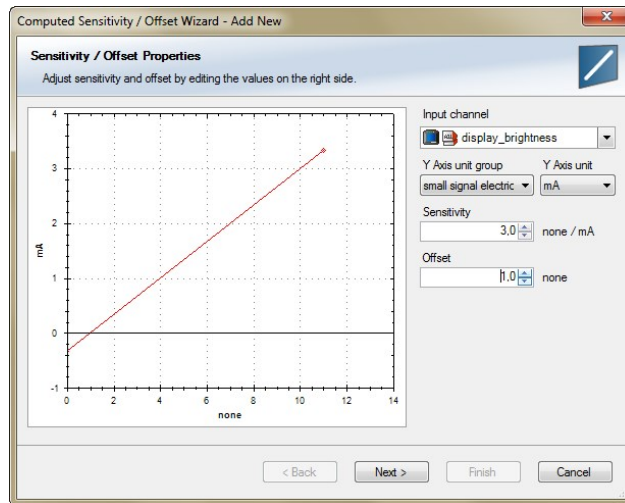 Computed Sensitivity / Offset Wizard - Add New
Sensitivity / Offset Properties
Adjust sensitivity and offset by editing the values on the right side.
4
3
2
1
0
-1
mA
0 2 4 6 8 10 12 14
none
Input channel
display_brightness
Y Axis unit group Y Axis unit
small signal electric mA
Sensitivity
3,0 none / mA
Offset
1,0 none
< Back Next > Finish Cancel